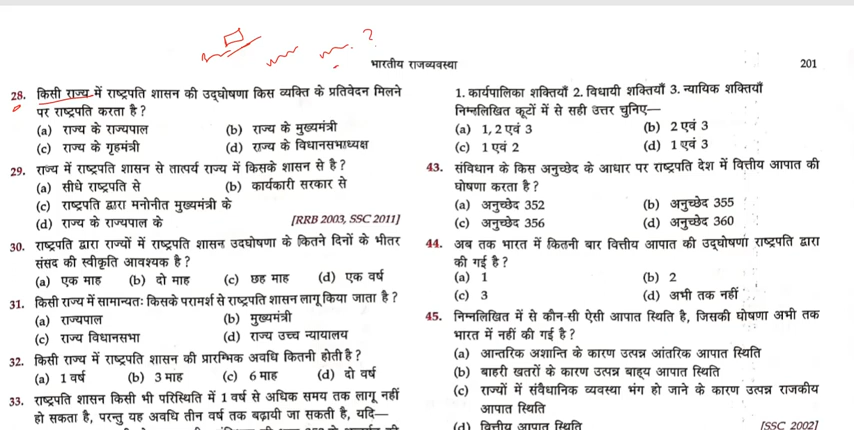 भारतीय राजव्यवस्था
201
28. किसी राज्य में राष्ट्रपति शासन की उद्घोषणा किस व्यक्ति के प्रतिवेदन मिलने
पर राष्ट्रपति करता है ?
(a) राज्य के राज्यपाल (b) राज्य के मुख्यमंत्री
(c) राज्य के गृहमंत्री (d) राज्य के विधानसभाध्यक्ष
29. राज्य में राष्ट्रपति शासन से तात्पर्य राज्य में किसके शासन से है ?
(a) सीधे राष्ट्रपति से (b) कार्यकारी सरकार से
(c) राष्ट्रपति द्वारा मनोनीत मुख्यमंत्री के
(d) राज्य के राज्यपाल के [RRB 2003, SSC 2011]
30. राष्ट्रपति द्वारा राज्यों में राष्ट्रपति शासन उदघोषणा के कितने दिनों के भीतर
संसद की स्वीकृति आवश्यक है ?
(a) एक माह (b) दो माह (c) छह माह (d) एक वर्ष
31. किसी राज्य में सामान्यतः किसके परामर्श से राष्ट्रपति शासन लागू किया जाता है ?
(a) राज्यपाल (b) मुख्यमंत्री
(c) राज्य विधानसभा (d) राज्य उच्च न्यायालय
32. किसी राज्य में राष्ट्रपति शासन की प्रारम्भिक अवधि कितनी होती है ?
(a) 1 वर्ष (b) 3 माह (c) 6 माह (d) दो वर्ष
33. राष्ट्रपति शासन किसी भी परिस्थिति में 1 वर्ष से अधिक समय तक लागू नहीं
हो सकता है, परन्तु यह अवधि तीन वर्ष तक बढ़ायी जा सकती है, यदि—
1. कार्यपालिका शक्तियाँ 2. विधायी शक्तियाँ 3. न्यायिक शक्तियाँ
निम्नलिखित कूटों में से सही उत्तर चुनिए—
(a) 1, 2 एवं 3 (b) 2 एवं 3
(c) 1 एवं 2 (d) 1 एवं 3
43. संविधान के किस अनुच्छेद के आधार पर राष्ट्रपति देश में वित्तीय आपात की
घोषणा करता है ?
(a) अनुच्छेद 352 (b) अनुच्छेद 355
(c) अनुच्छेद 356 (d) अनुच्छेद 360
44. अब तक भारत में कितनी बार वित्तीय आपात की उद्घोषणा राष्ट्रपति द्वारा
की गई है ?
(a) 1 (b) 2
(c) 3 (d) अभी तक नहीं
45. निम्नलिखित में से कौन-सी ऐसी आपात स्थिति है, जिसकी घोषणा अभी तक
भारत में नहीं की गई है ?
(a) आन्तरिक अशान्ति के कारण उत्पन्न आंतरिक आपात स्थिति
(b) बाहरी खतरों के कारण उत्पन्न बाह्य आपात स्थिति
(c) राज्यों में संवैधानिक व्यवस्था भंग हो जाने के कारण उत्पन्न राजकीय
आपात स्थिति
(d) वित्तीय आपात स्थिति [SSC 2002]